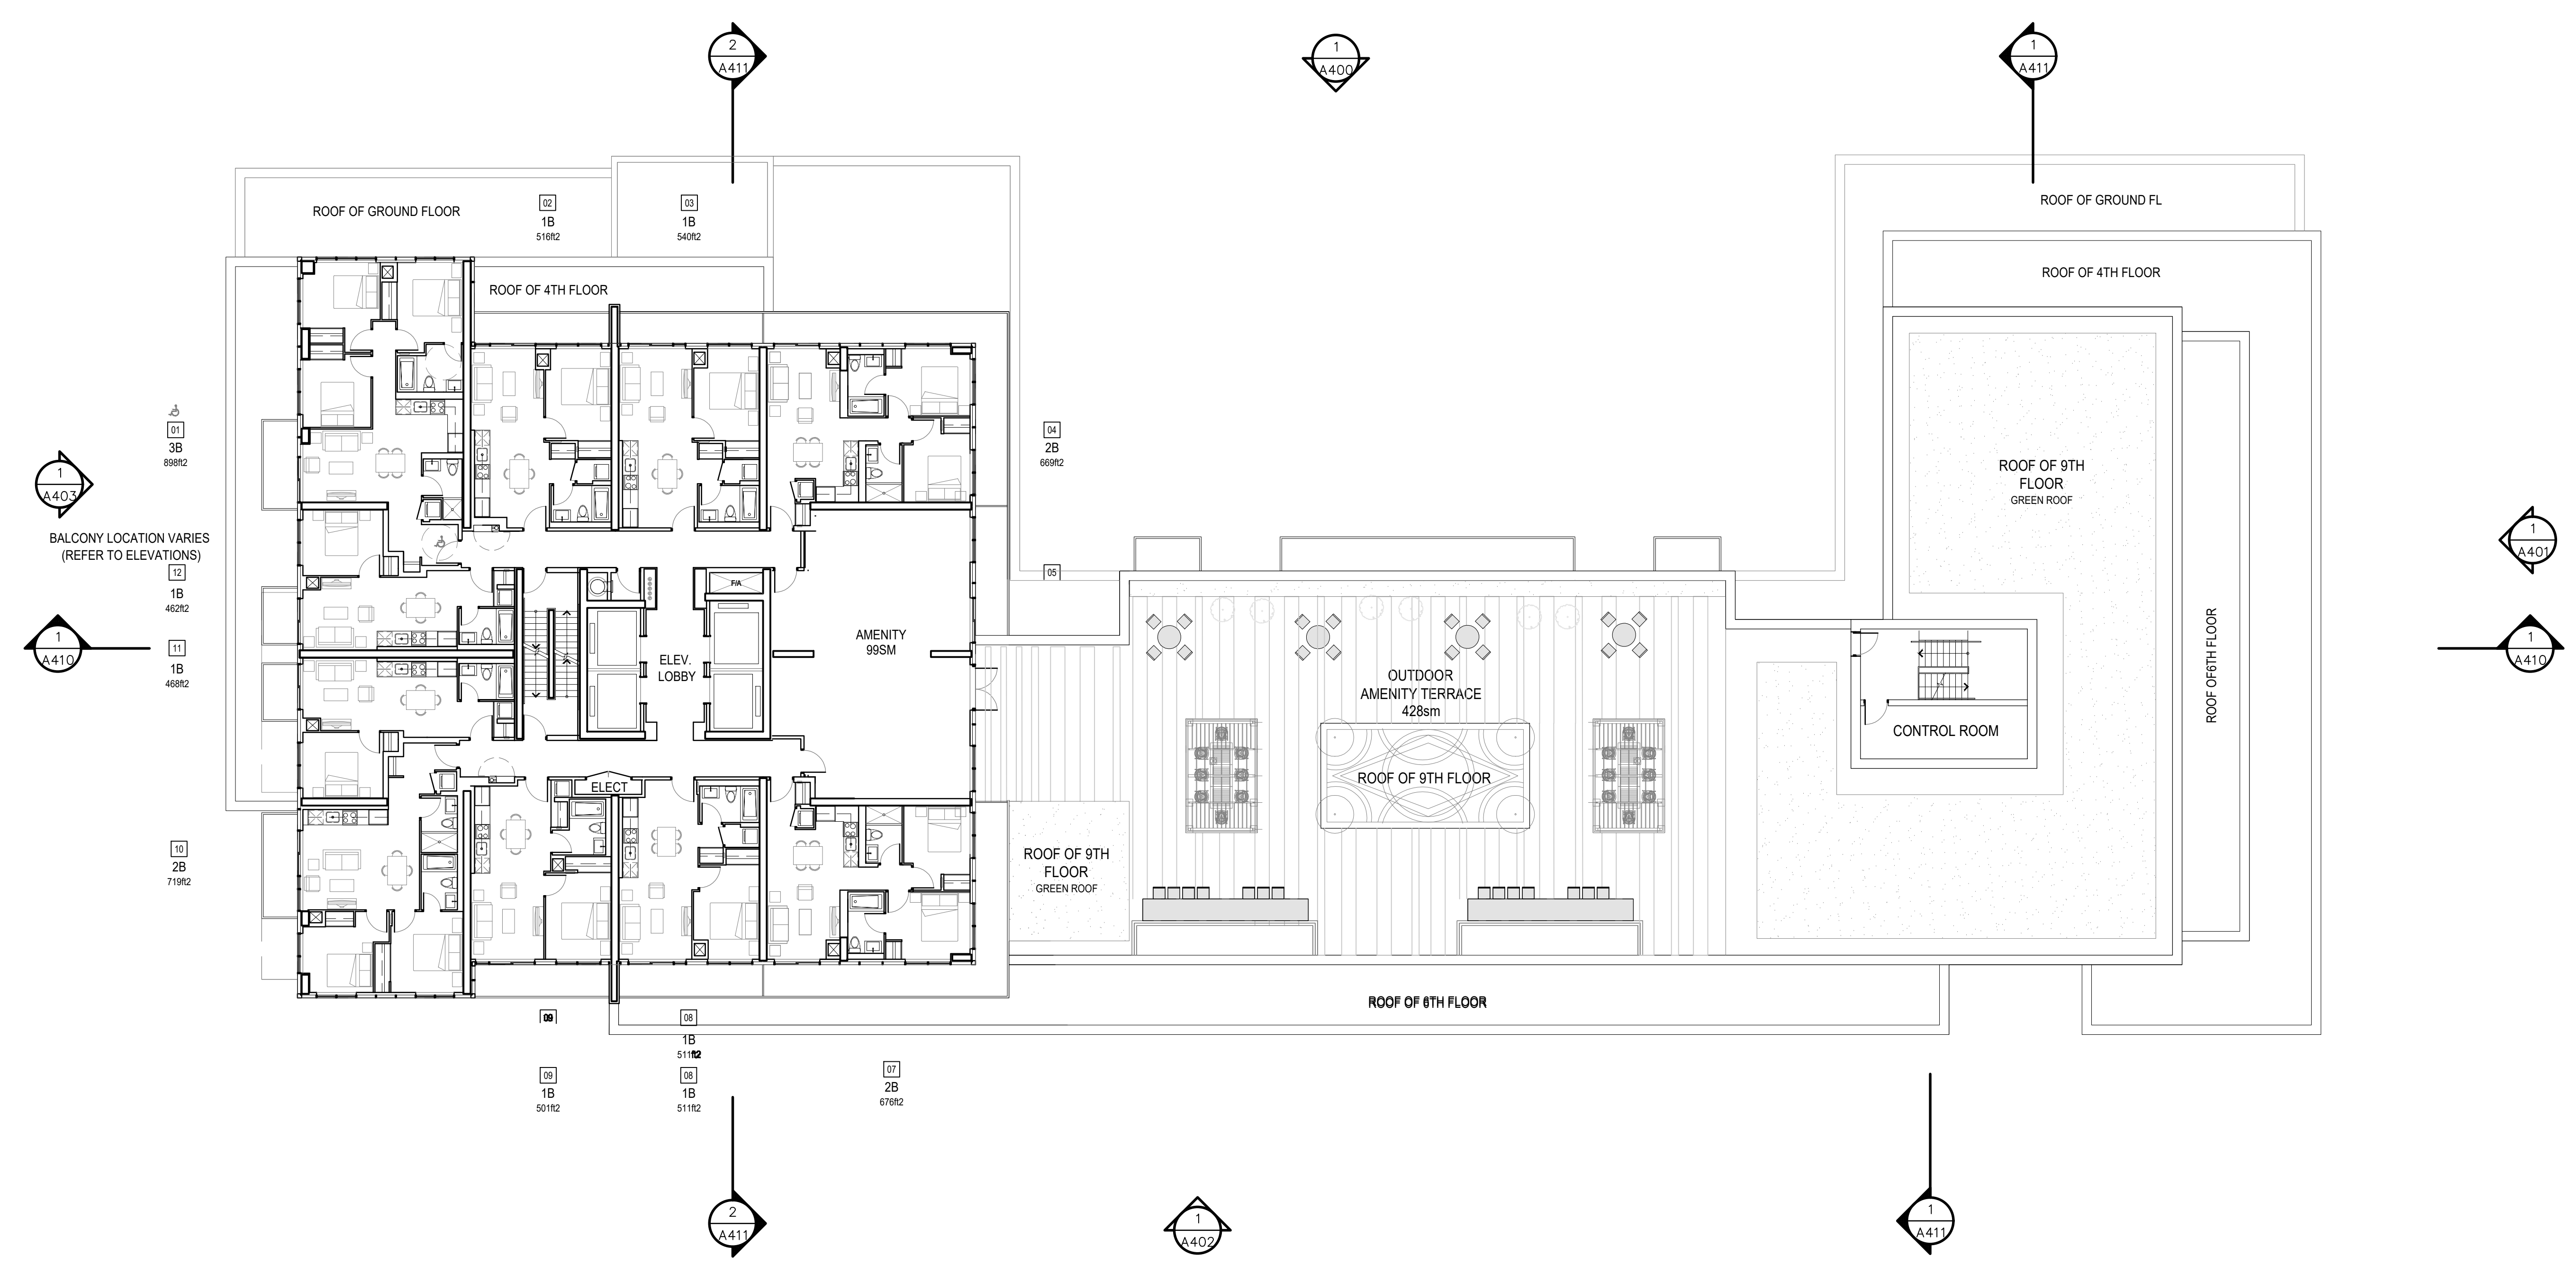 2
A411
1
A400
1
A411
ROOF OF GROUND FLOOR
02
1B
516ft2
03
1B
540ft2
ROOF OF GROUND FL
ROOF OF 4TH FLOOR
ROOF OF 4TH FLOOR
01
3B
898ft2
04
2B
669ft2
1
A403
ROOF OF 9TH
FLOOR
GREEN ROOF
BALCONY LOCATION VARIES
(REFER TO ELEVATIONS)
1
A401
12
1B
462ft2
05
F/A
1
A410
11
1B
468ft2
ELEV.
LOBBY
AMENITY
99SM
OUTDOOR
AMENITY TERRACE
428sm
ROOF OF6TH FLOOR
1
A410
CONTROL ROOM
ELECT
ROOF OF 9TH FLOOR
10
2B
719ft2
ROOF OF 9TH
FLOOR
GREEN ROOF
ROOF OF 6TH FLOOR
09
08
1B
511ft2
09
1B
501ft2
08
1B
511ft2
07
2B
676ft2
2
A411
1
A402
1
A411